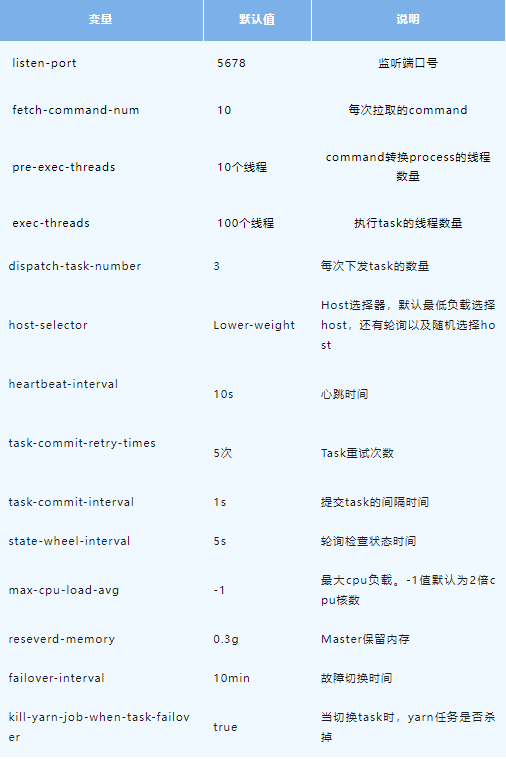 变量 默认值 说明
listen-port 5678 监听端口号
fetch-command-num 10 每次拉取的command
pre-exec-threads 10个线程 command转换process的线程
数量
exec-threads 100个线程 执行task的线程数量
dispatch-task-number 3 每次下发task的数量
host-selector Lower-weight Host选择器，默认最低负载选择
host，还有轮询以及随机选择ho
st
heartbeat-interval 10s 心跳时间
task-commit-retry-times 5次 Task重试次数
task-commit-interval 1s 提交task的间隔时间
state-wheel-interval 5s 轮询检查状态时间
max-cpu-load-avg -1 最大cpu负载。-1值默认为2倍c
pu核数
reseverd-memory 0.3g Master保留内存
failover-interval 10min 故障切换时间
kill-yarn-job-when-task-failov
er true 当切换task时，yarn任务是否杀
掉